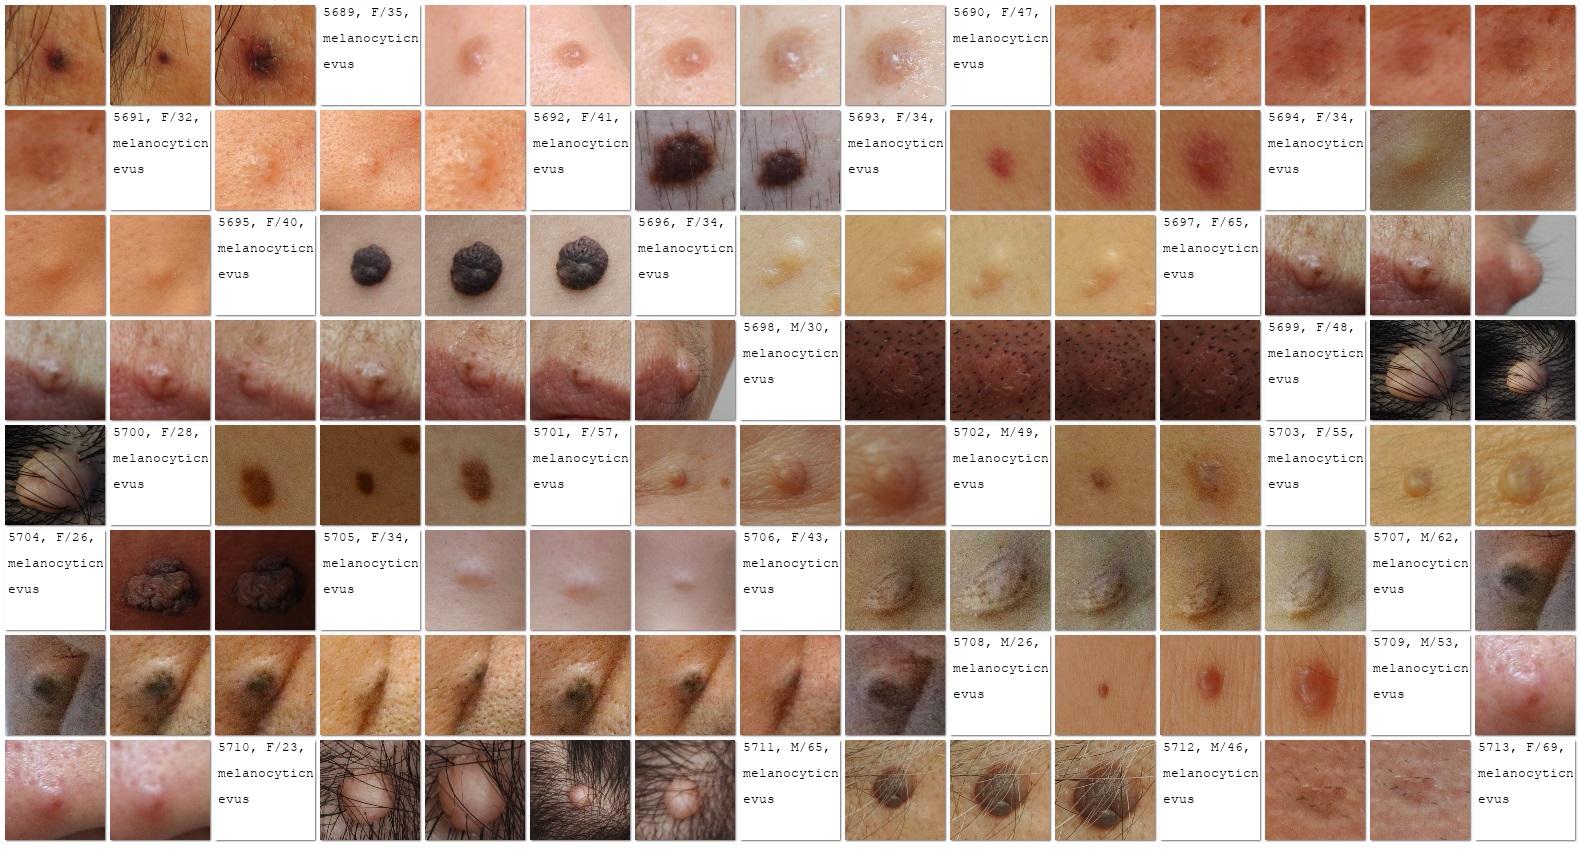 5689, F/35,
melanocyticn
evus
5690, F/47,
melanocyticn
evus
5691, F/32,
melanocyticn
evus
5692, F/41,
melanocyticn
evus
5693, F/34,
melanocyticn
evus
5694, F/34,
melanocyticn
evus
5695, F/40,
melanocyticn
evus
5696, F/34,
melanocyticn
evus
5697, F/65,
melanocyticn
evus
5698, M/30,
melanocyticn
evus
5699, F/48,
melanocyticn
evus
5700, F/28,
melanocyticn
evus
5701, F/57,
melanocyticn
evus
5702, M/49,
melanocyticn
evus
5703, F/55,
melanocyticn
evus
5704, F/26,
melanocyticn
evus
5705, F/34,
melanocyticn
evus
5706, F/43,
melanocyticn
evus
5707, M/62,
melanocyticn
evus
5708, M/26,
melanocyticn
evus
5709, M/53,
melanocyticn
evus
5710, F/23,
melanocyticn
evus
5711, M/65,
melanocyticn
evus
5712, M/46,
melanocyticn
evus
5713, F/69,
melanocyticn
evus